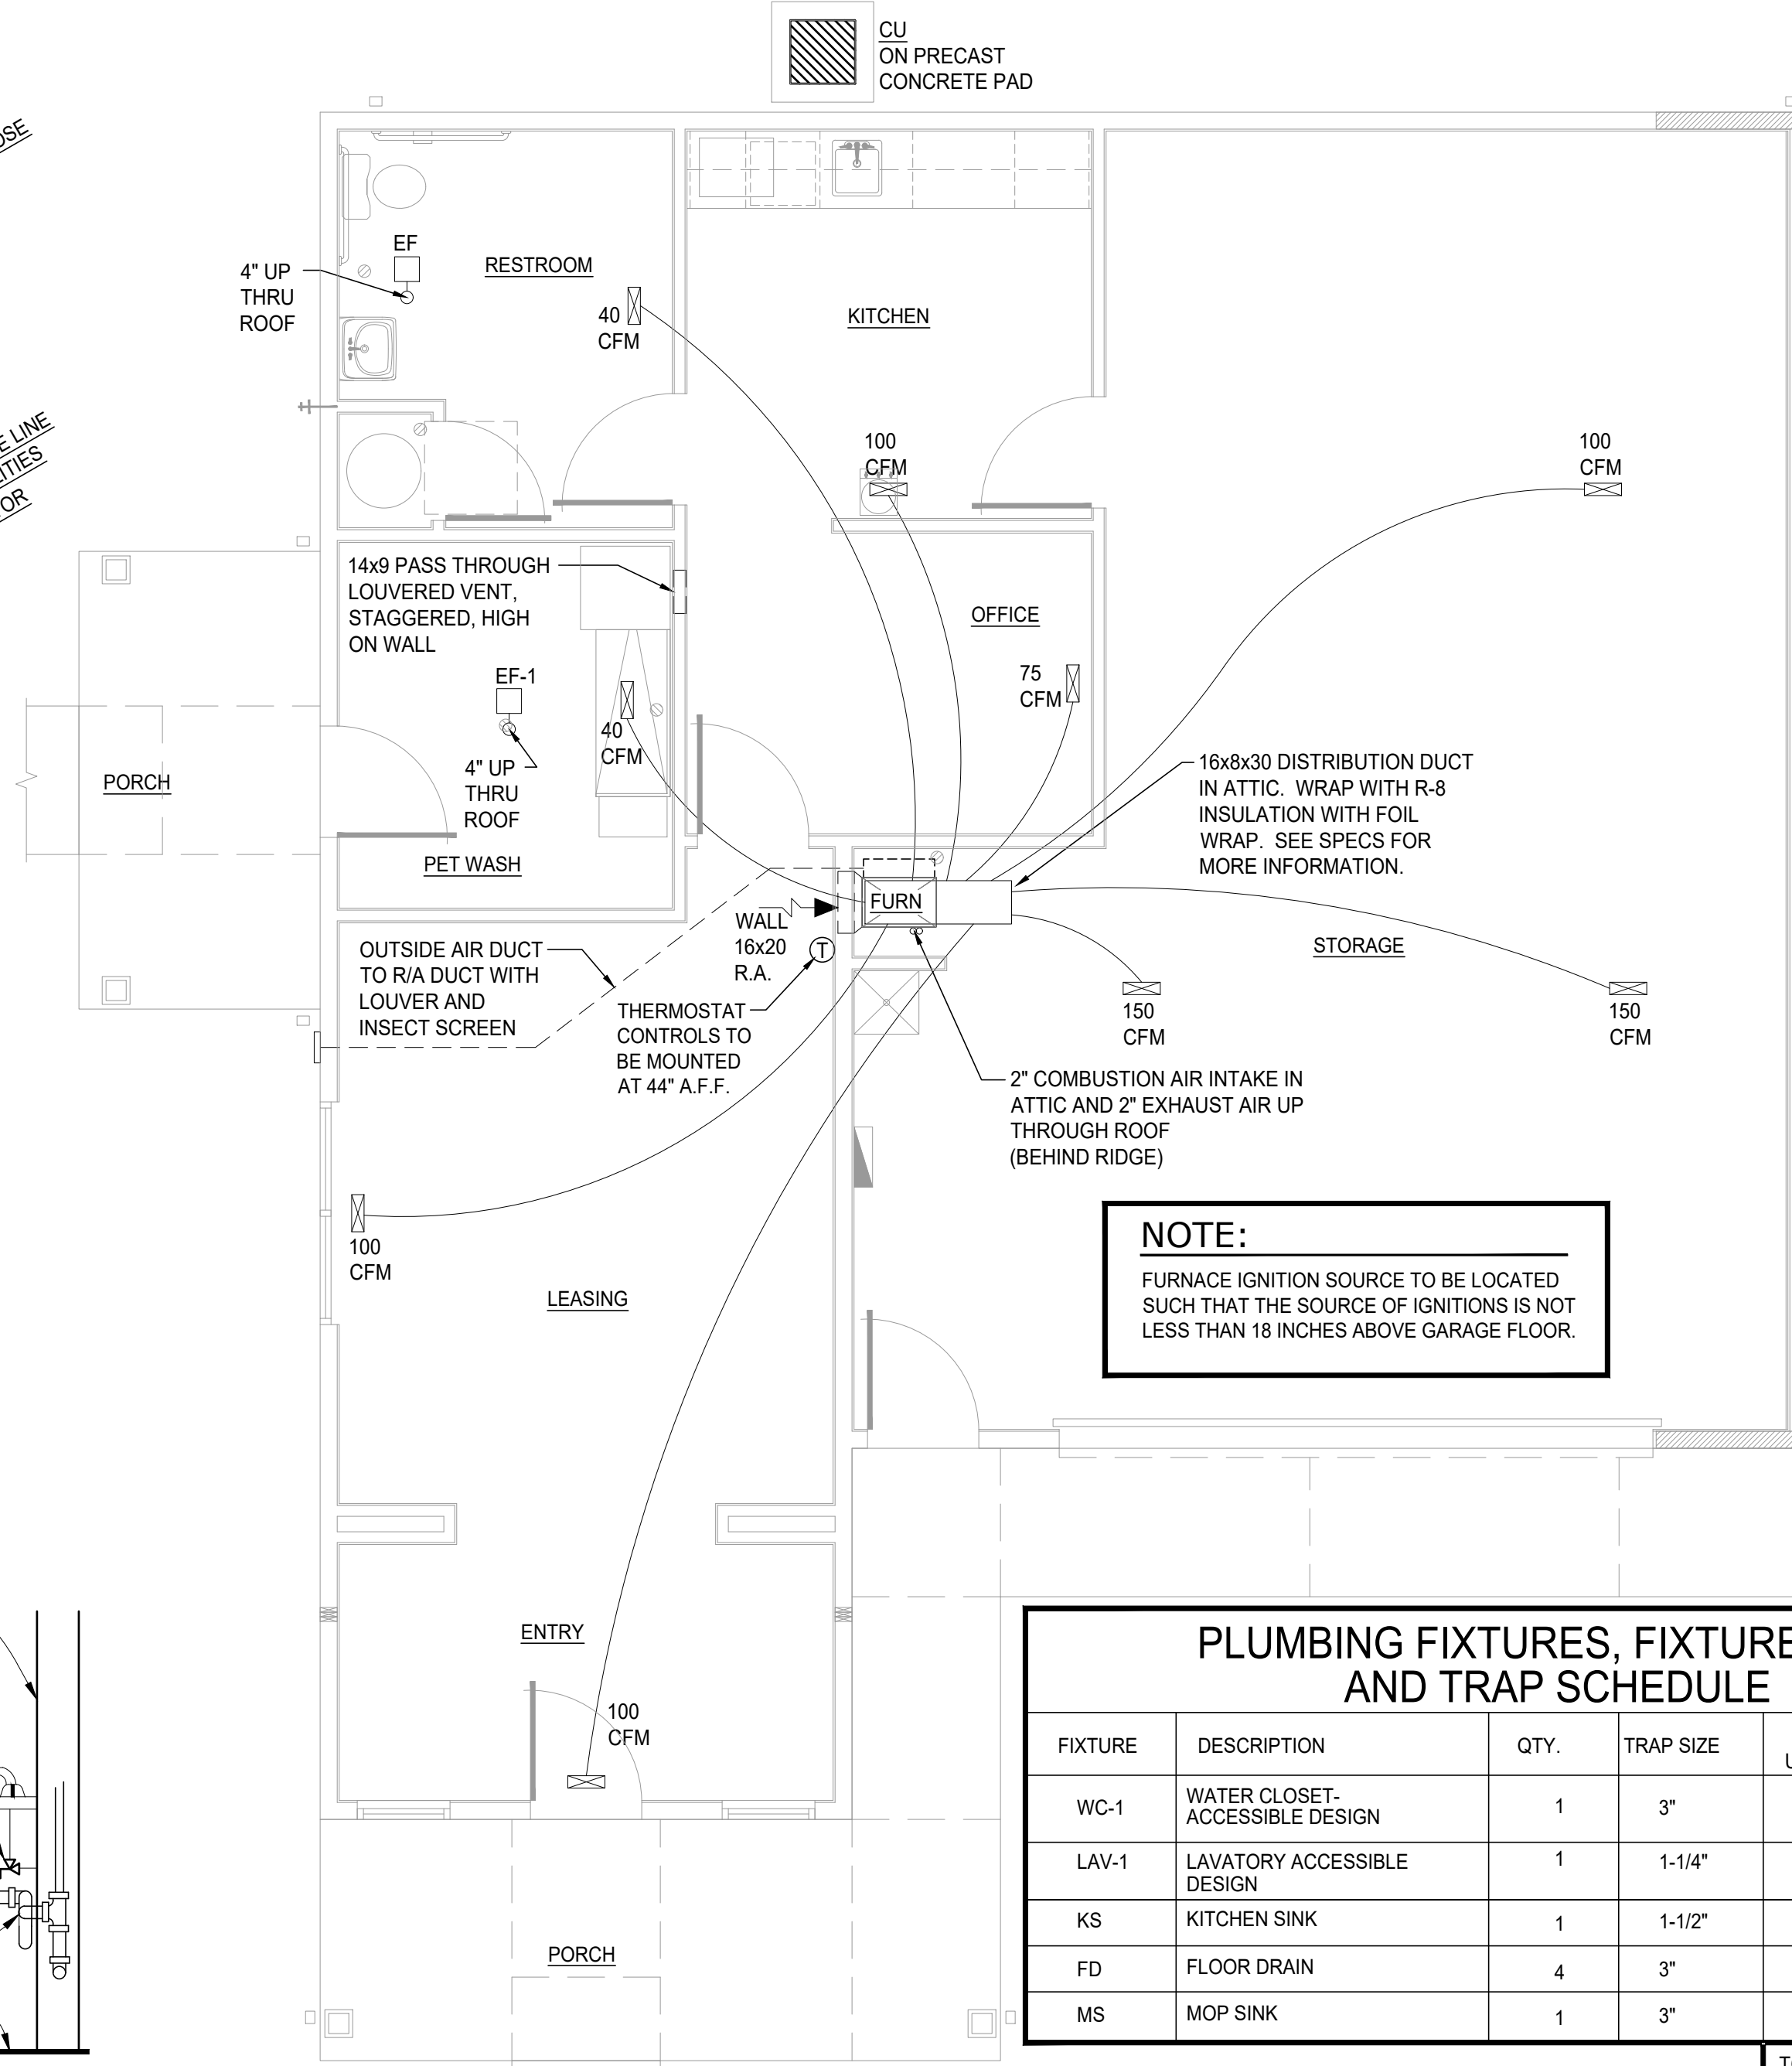 CU
ON PRECAST
CONCRETE PAD
EF
4" UP
THRU
ROOF
RESTROOM
40
CFM
KITCHEN
100
CFM
100
CFM
LINE
OR
14x9 PASS THROUGH
LOUVERED VENT,
STAGGERED, HIGH
ON WALL
OFFICE
75
CFM
EF-1
40
CFM
4" UP
THRU
ROOF
PORCH
PET WASH
16x8x30 DISTRIBUTION DUCT
IN ATTIC. WRAP WITH R-8
INSULATION WITH FOIL
WRAP. SEE SPECS FOR
MORE INFORMATION.
FURN
WALL
16x20
R.A.
T
OUTSIDE AIR DUCT
TO R/A DUCT WITH
LOUVER AND
INSECT SCREEN
STORAGE
THERMOSTAT
CONTROLS TO
BE MOUNTED
AT 44" A.F.F.
150
CFM
150
CFM
2" COMBUSTION AIR INTAKE IN
ATTIC AND 2" EXHAUST AIR UP
THROUGH ROOF
(BEHIND RIDGE)
100
CFM
LEASING
NOTE:
FURNACE IGNITION SOURCE TO BE LOCATED
SUCH THAT THE SOURCE OF IGNITIONS IS NOT
LESS THAN 18 INCHES ABOVE GARAGE FLOOR.
ENTRY
100
CFM
PORCH
PLUMBING FIXTURES, FIXTURE
AND TRAP SCHEDULE
FIXTURE DESCRIPTION QTY. TRAP SIZE
WC-1 WATER CLOSET-
ACCESSIBLE DESIGN 1 3"
LAV-1 LAVATORY ACCESSIBLE
DESIGN 1 1-1/4"
KS KITCHEN SINK 1 1-1/2"
FD FLOOR DRAIN 4 3"
MS MOP SINK 1 3"